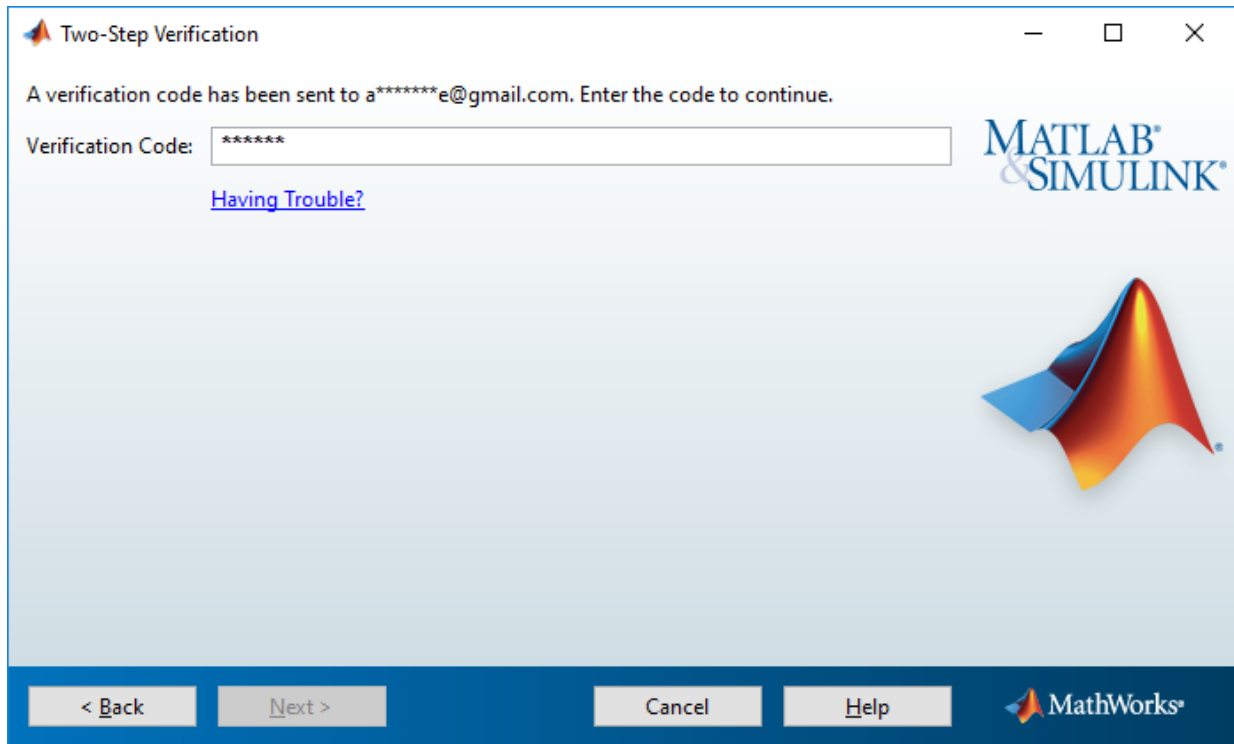 Two-Step Verification
A verification code has been sent to a*******e@gmail.com. Enter the code to continue.
Verification Code: ******
Having Trouble?
MATLAB®
&SIMULINK®
®
< Back Next > Cancel Help MathWorks®